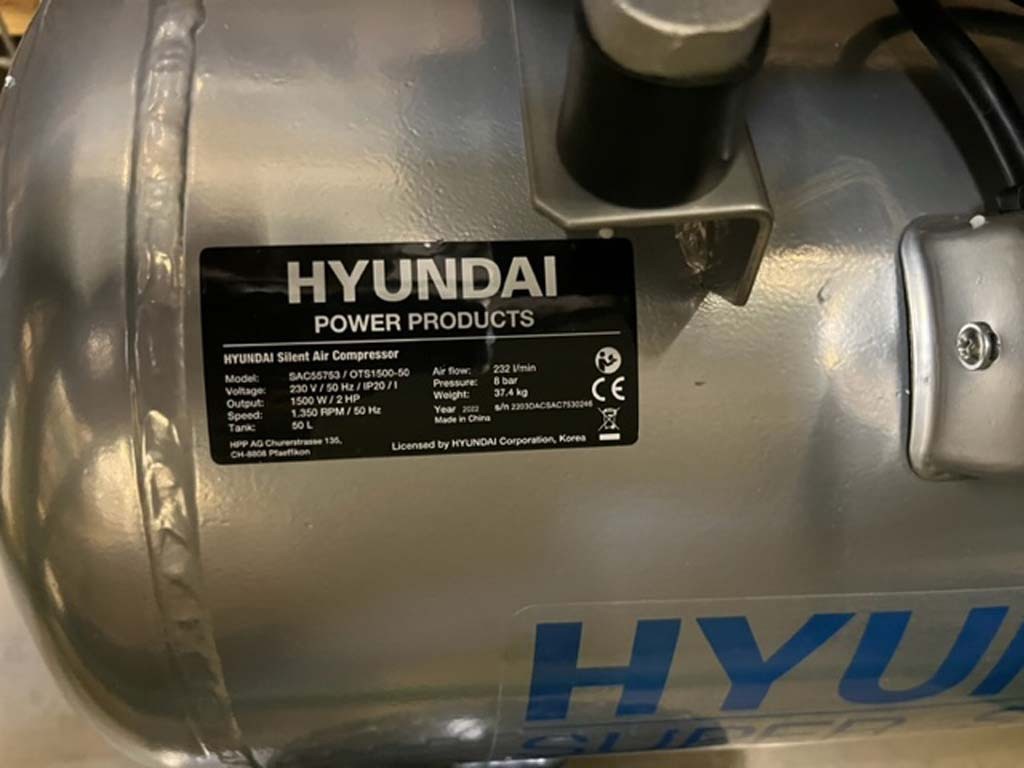 HYUNDAI
POWER PRODUCTS
HYUNDAI Silent Air Compressor
Model: SAC55753 / OTS1500-50
Voltage: 230 V / 50 Hz / IP20 / I
Output: 1500 W / 2 HP
Speed: 1.350 RPM / 50 Hz
Tank: 50 L
Air flow: 232 l/min
Pressure: 8 bar
Weight: 37.4 kg
Year 2022 s/n 2203DACSAC7530246
Made in China
HPP AG Churerstrasse 135,
CH-8808 Pfaeffikon
Licensed by HYUNDAI Corporation, Korea
CE
HYUN
SUPER S